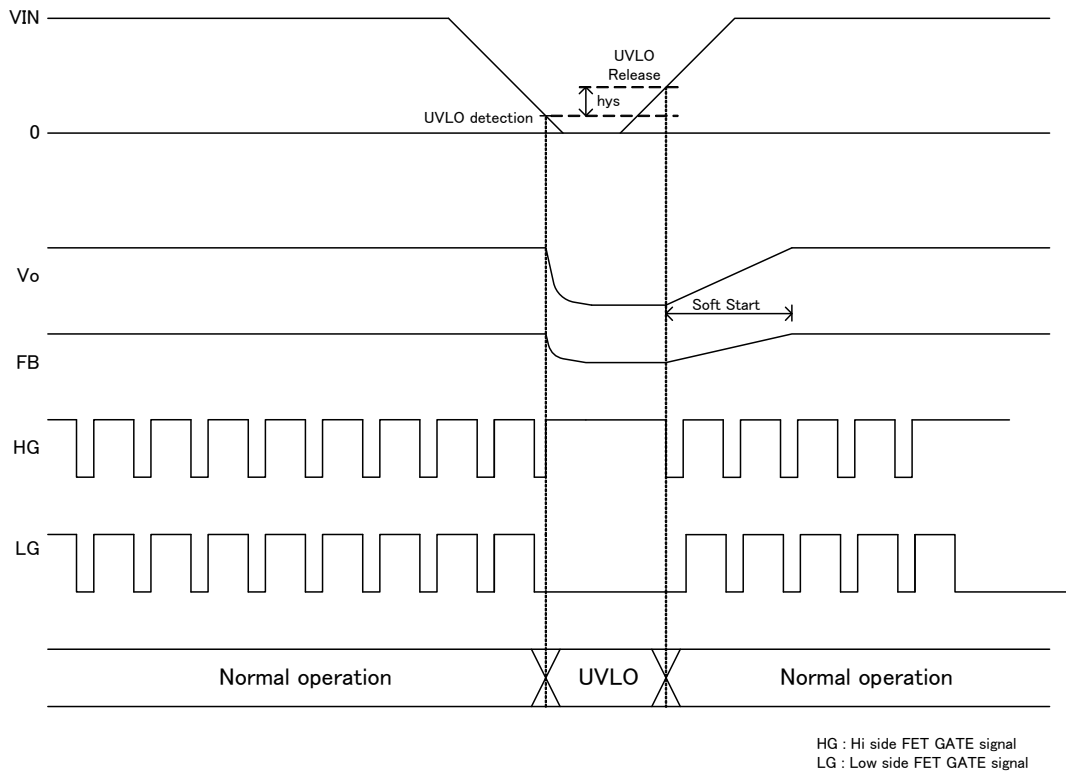 VIN
UVLO
Release
hys
UVLO detection
0
Vo
Soft Start
FB
HG
LG
Normal operation
UVLO
Normal operation
HG : Hi side FET GATE signal
LG : Low side FET GATE signal